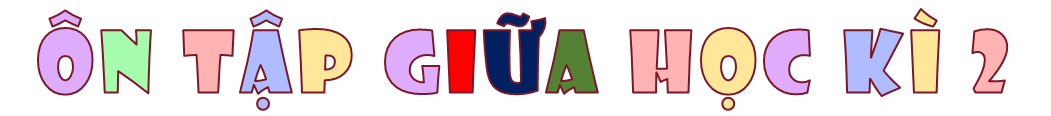 ÔN TẬP GIỮA HỌC KÌ 2